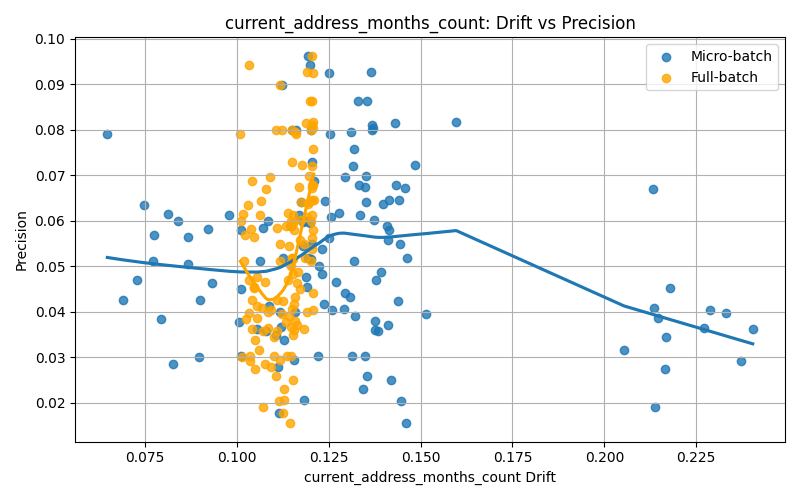 current_address_months_count: Drift vs Precision
Micro-batch
Full-batch
Precision
0.10
0.09
0.08
0.07
0.06
0.05
0.04
0.03
0.02
0.075 0.100 0.125 0.150 0.175 0.200 0.225
current_address_months_count Drift